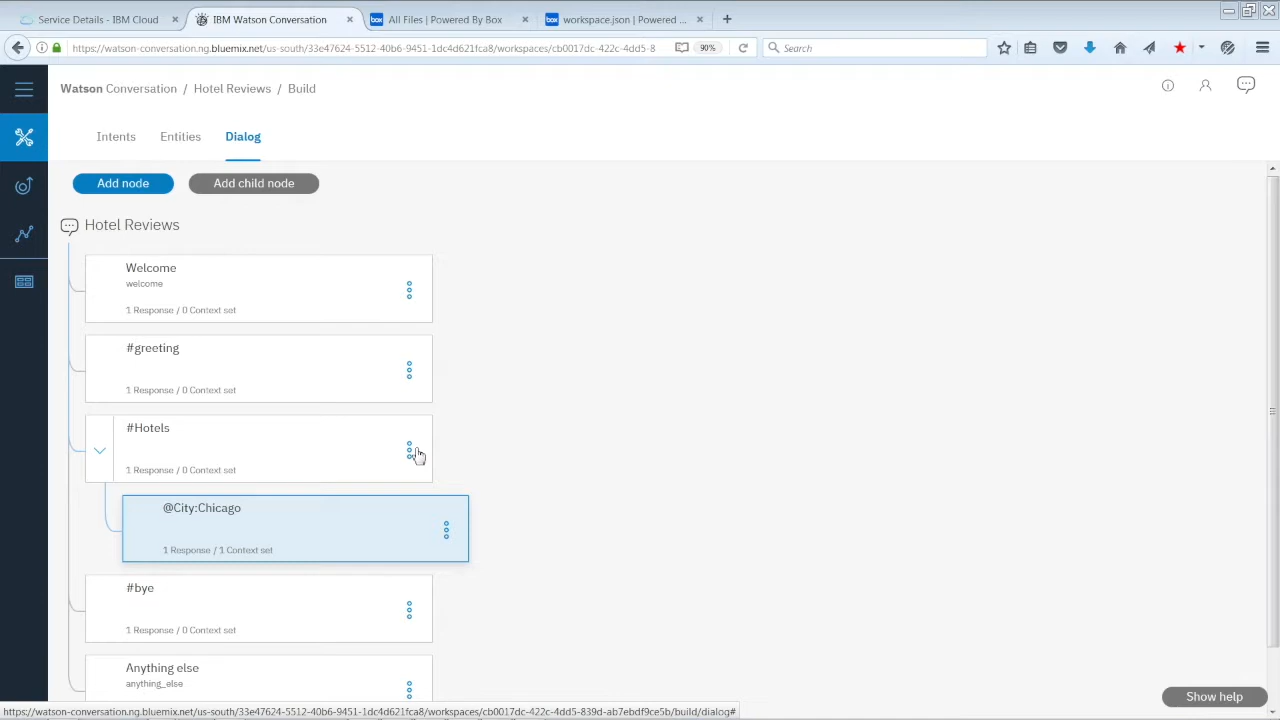 Service Details - IBM Cloud
IBM Watson Conversation
box All Files | Powered By Box
box workspace.json | Powered ...
https://watson-conversation.ng.bluemix.net/us-south/33e47624-5512-40b6-9451-4d4d621fca8/workspaces/cb0017dc-422c-4dd5-8
90%
Search
Watson Conversation / Hotel Reviews / Build
Intents Entities Dialog
Add node Add child node
Hotel Reviews
Welcome
welcome
1 Response / 0 Context set
#greeting
1 Response / 0 Context set
#Hotels
1 Response / 0 Context set
@City:Chicago
1 Response / 1 Context set
#bye
1 Response / 0 Context set
Anything else
anything_else
Show help
https://watson-conversation.ng.bluemix.net/us-south/33e47624-5512-40b6-9451-4d4d621fca8/workspaces/cb0017dc-422c-4dd5-839d-ab7ebdf9ce5b/build/dialog#